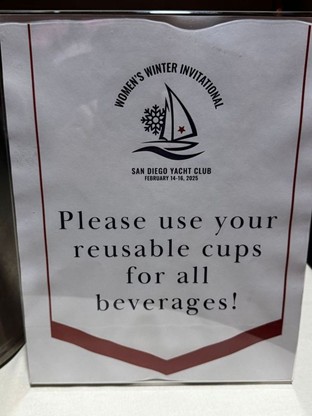 WOMEN'S WINTER INVITATIONAL
SAN DIEGO YACHT CLUB
FEBRUARY 14-16, 2025
Please use your
reusable cups
for all
beverages!